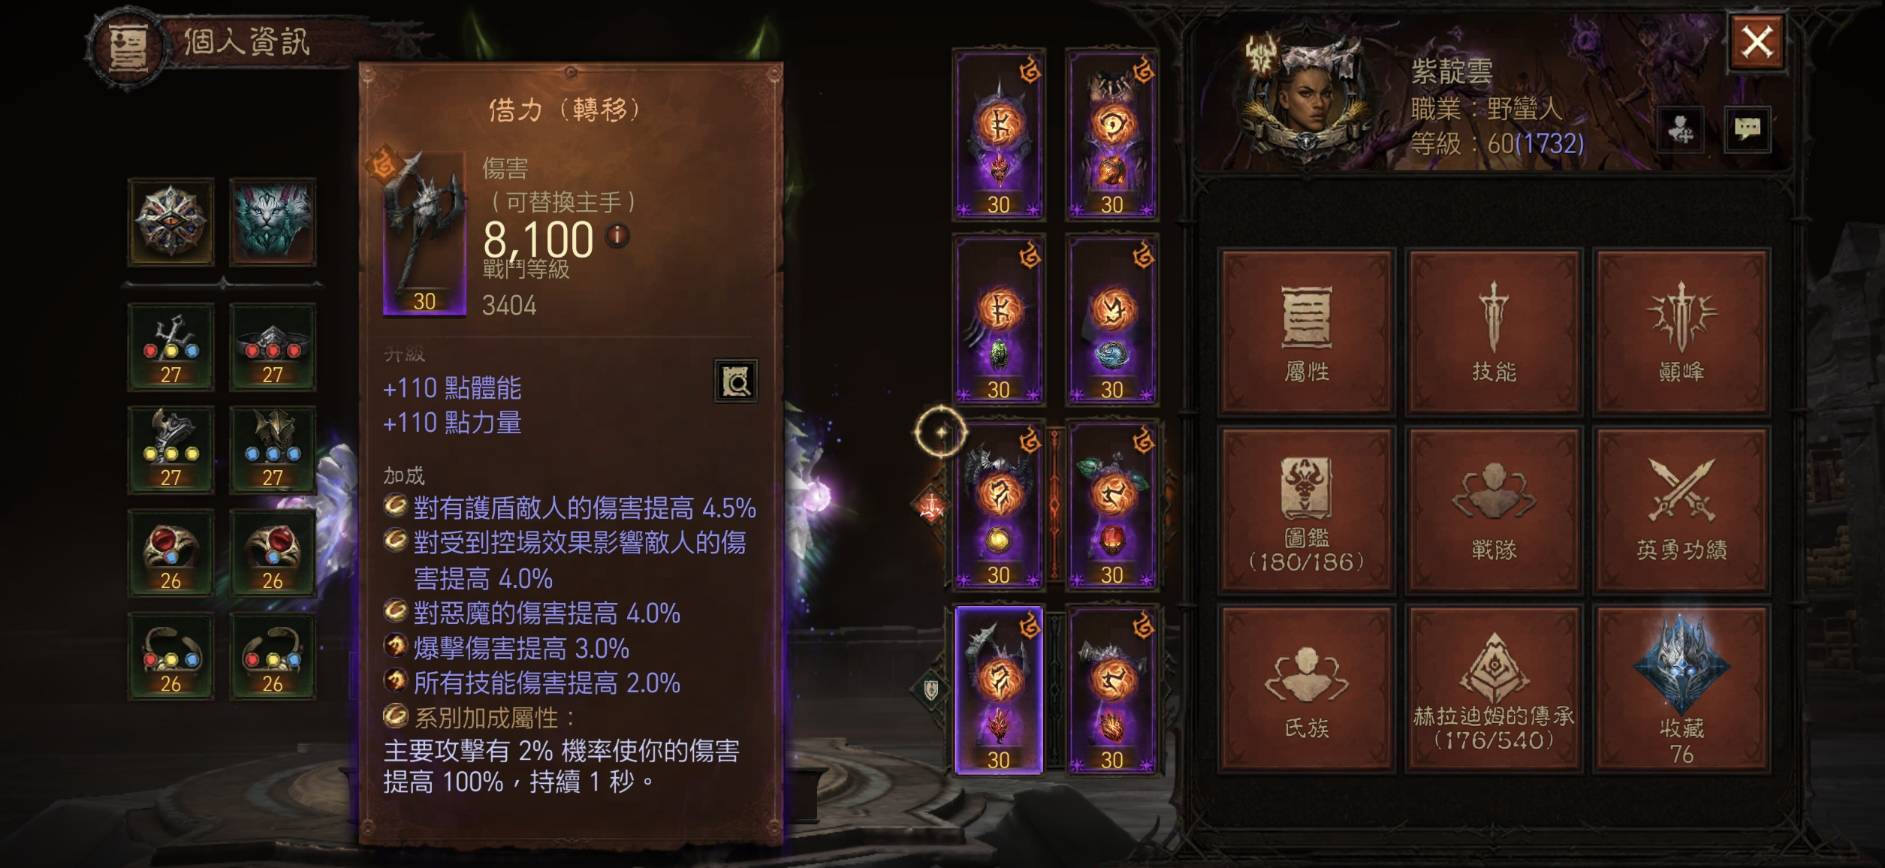 個人資訊
27
27
27
27
26
26
26
26
借力（轉移）
傷害
（可替換主手）
8,100
戰鬥等級
3404
30
升級
+110 點體能
+110 點力量
加成
對有護盾敵人的傷害提高 4.5%
對受到控場效果影響敵人的傷
害提高 4.0%
對惡魔的傷害提高 4.0%
爆擊傷害提高 3.0%
所有技能傷害提高 2.0%
系別加成屬性：
主要攻擊有 2% 機率使你的傷害
提高 100%，持續 1 秒。
30
30
30
30
30
30
30
30
紫靛雲
職業：野蠻人
等級：60(1732)
屬性
技能
顛峰
圖鑑
(180/186)
戰隊
英勇功績
氏族
赫拉迪姆的傳承
(176/540)
收藏
76